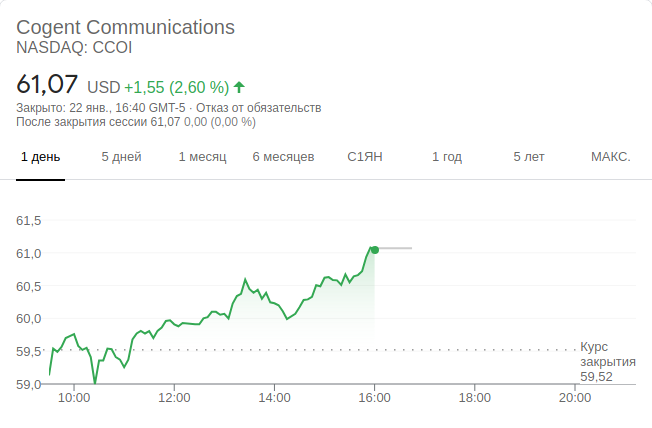 Cogent Communications
NASDAQ: CCOI
61,07 USD +1,55 (2,60 %)
Закрыто: 22 янв., 16:40 GMT-5 · Отказ от обязательств
После закрытия сессии 61,07 0,00 (0,00 %)
1 день 5 дней 1 месяц 6 месяцев С1ЯН 1 год 5 лет МАКС.
61,5
61,0
60,5
60,0
59,5
59,0
Курс
закрытия
59,52
10:00 12:00 14:00 16:00 18:00 20:00